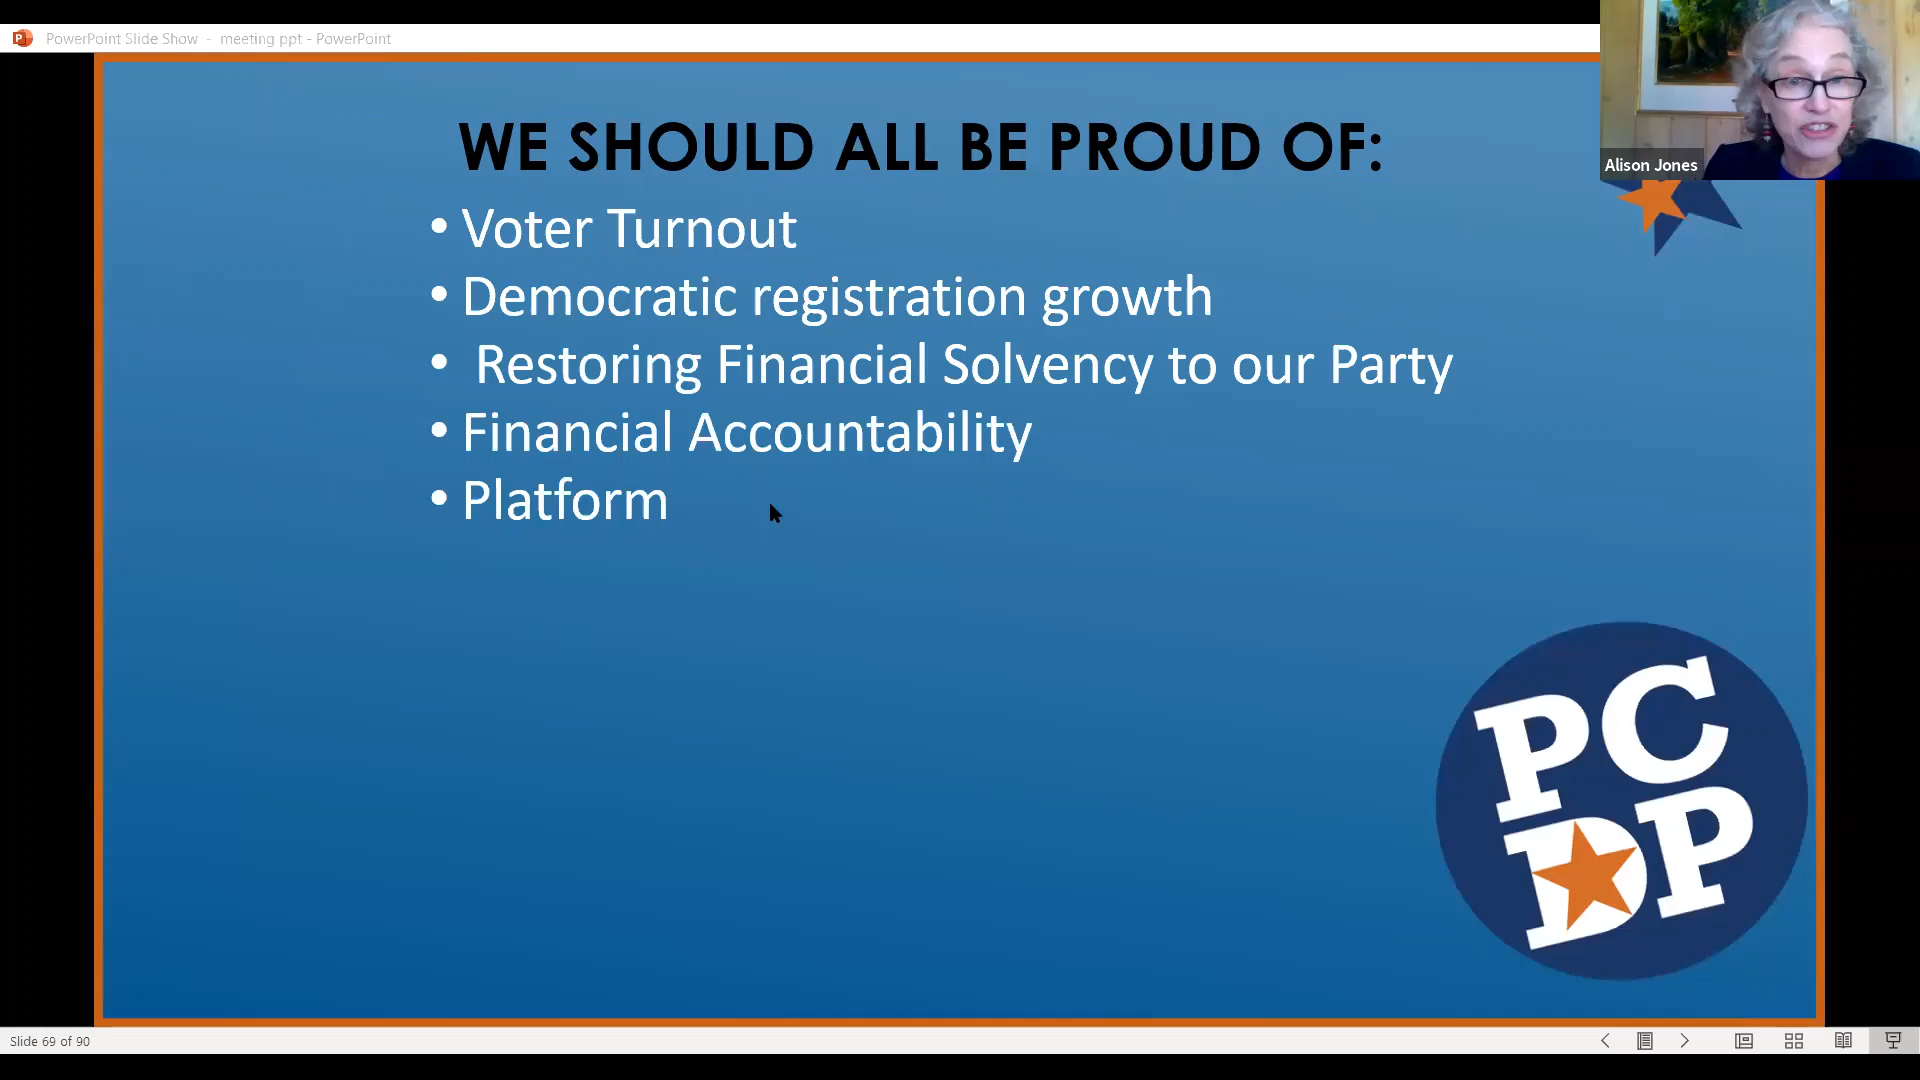 PowerPoint Slide Show - meeting ppt - PowerPoint
Alison Jones
WE SHOULD ALL BE PROUD OF:
• Voter Turnout
• Democratic registration growth
• Restoring Financial Solvency to our Party
• Financial Accountability
• Platform
PC
DP
Slide 69 of 90